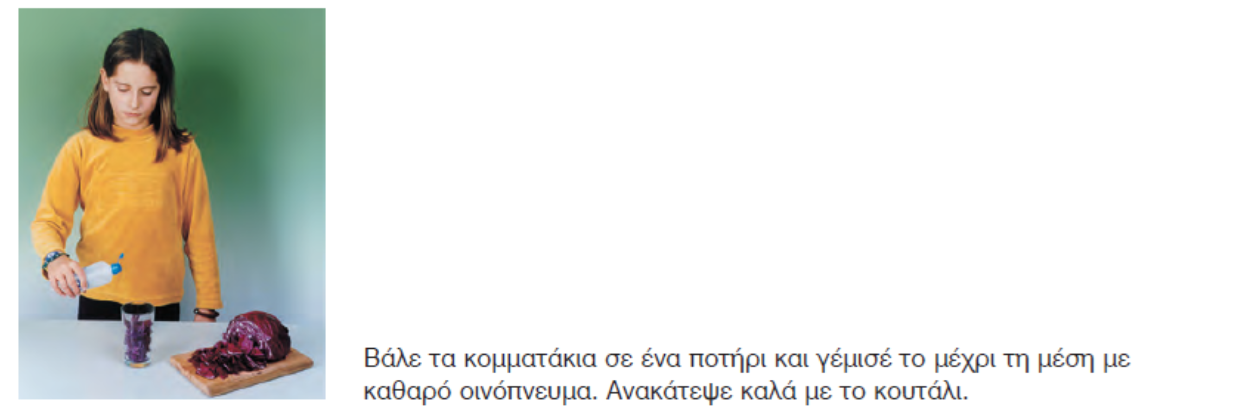 Βάλε τα κομματάκια σε ένα ποτήρι και γέμισέ το μέχρι τη μέση με
καθαρό οινόπνευμα. Ανακάτεψε καλά με το κουτάλι.